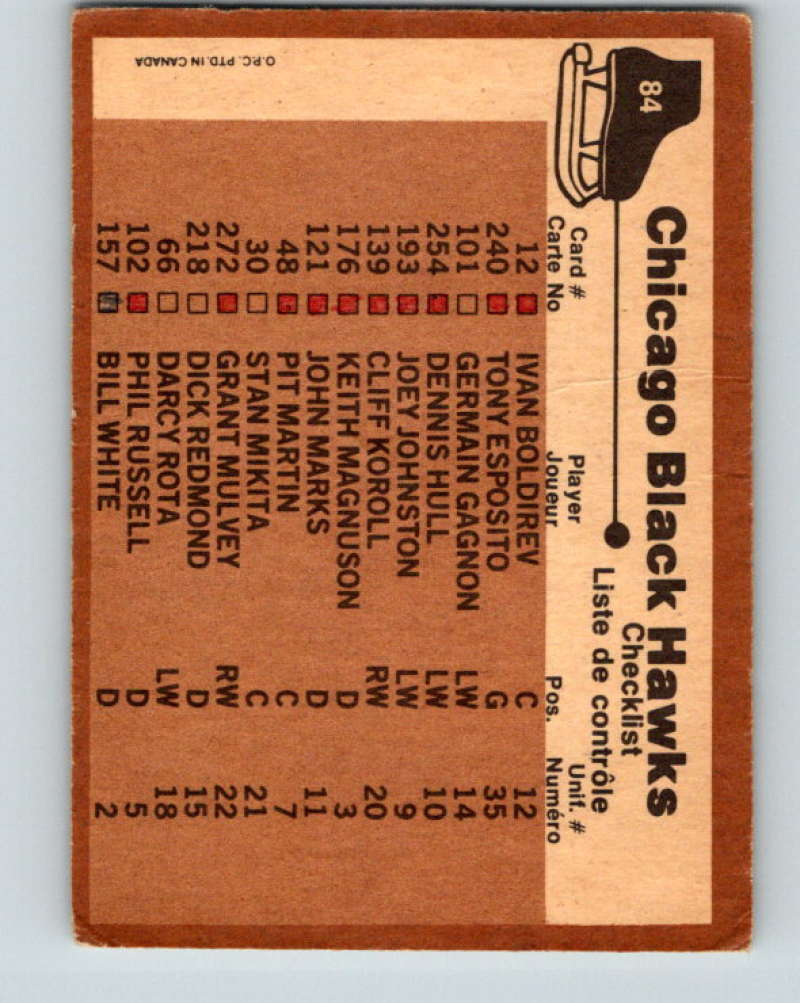 84
Chicago Black Hawks
Checklist
Liste de contrôle
Card # Player Pos. Unif. #
Carte No Joueur Numéro
12 IVAN BOLDIREV C 12
240 TONY ESPOSITO G 35
101 GERMAIN GAGNON LW 14
254 DENNIS HULL LW 10
193 JOEY JOHNSTON LW 9
139 CLIFF KOROLL RW 20
176 KEITH MAGNUSON D 3
121 JOHN MARKS D 11
48 PIT MARTIN C 7
30 STAN MIKITA C 21
272 GRANT MULVEY RW 22
218 DICK REDMOND D 15
66 DARCY ROTA LW 18
102 PHIL RUSSELL D 5
157 BILL WHITE D 2
O.P.C. PTD. IN CANADA